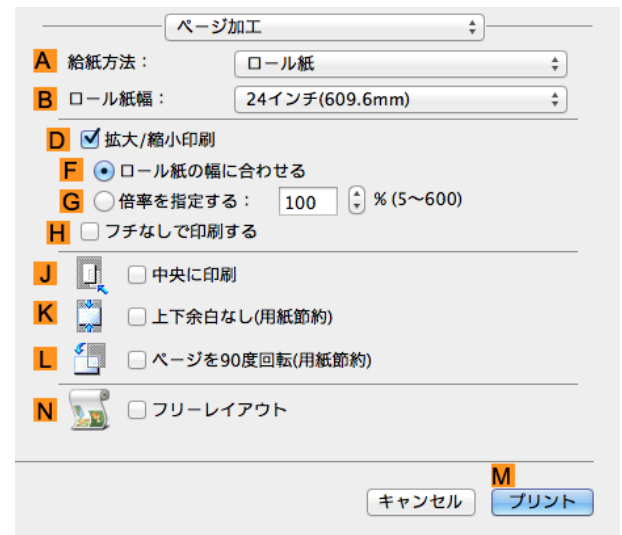 ページ加工
A 給紙方法： ロール紙
B ロール紙幅： 24インチ(609.6mm)
D 拡大/縮小印刷
F ロール紙の幅に合わせる
G 倍率を指定する： 100 % (5〜600)
H フチなしで印刷する
J 中央に印刷
K 上下余白なし(用紙節約)
L ページを90度回転(用紙節約)
N フリーレイアウト
M
キャンセル プリント